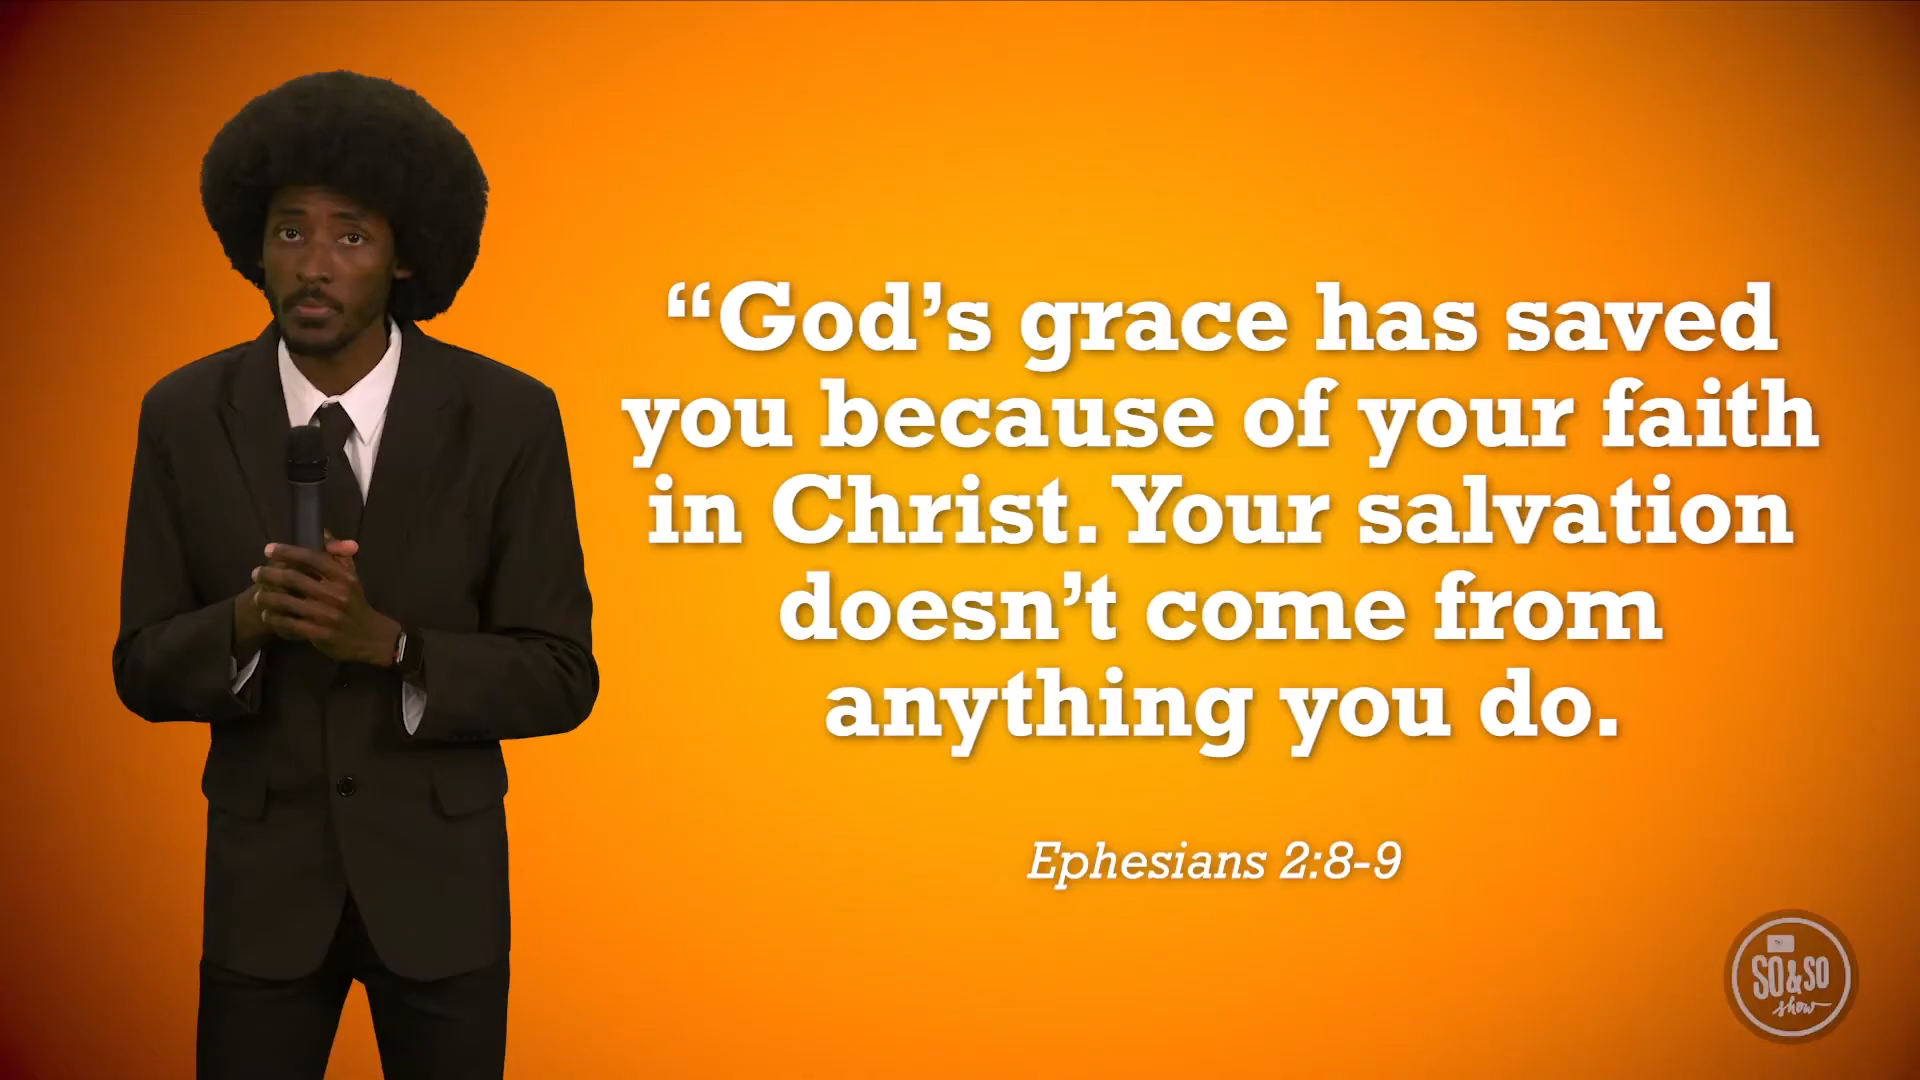 “God’s grace has saved
you because of your faith
in Christ. Your salvation
doesn’t come from
anything you do.
Ephesians 2:8-9
SO & SO
show